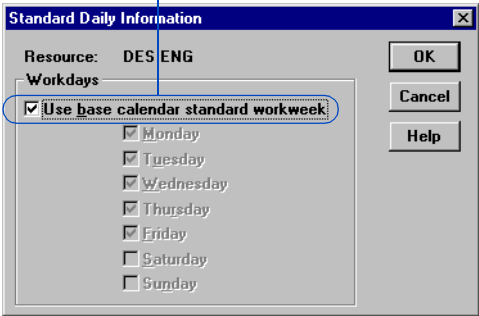 Standard Daily Information
Resource: DES ENG
OK
Workdays
Use base calendar standard workweek
Cancel
Monday
Help
Tuesday
Wednesday
Thursday
Friday
Saturday
Sunday